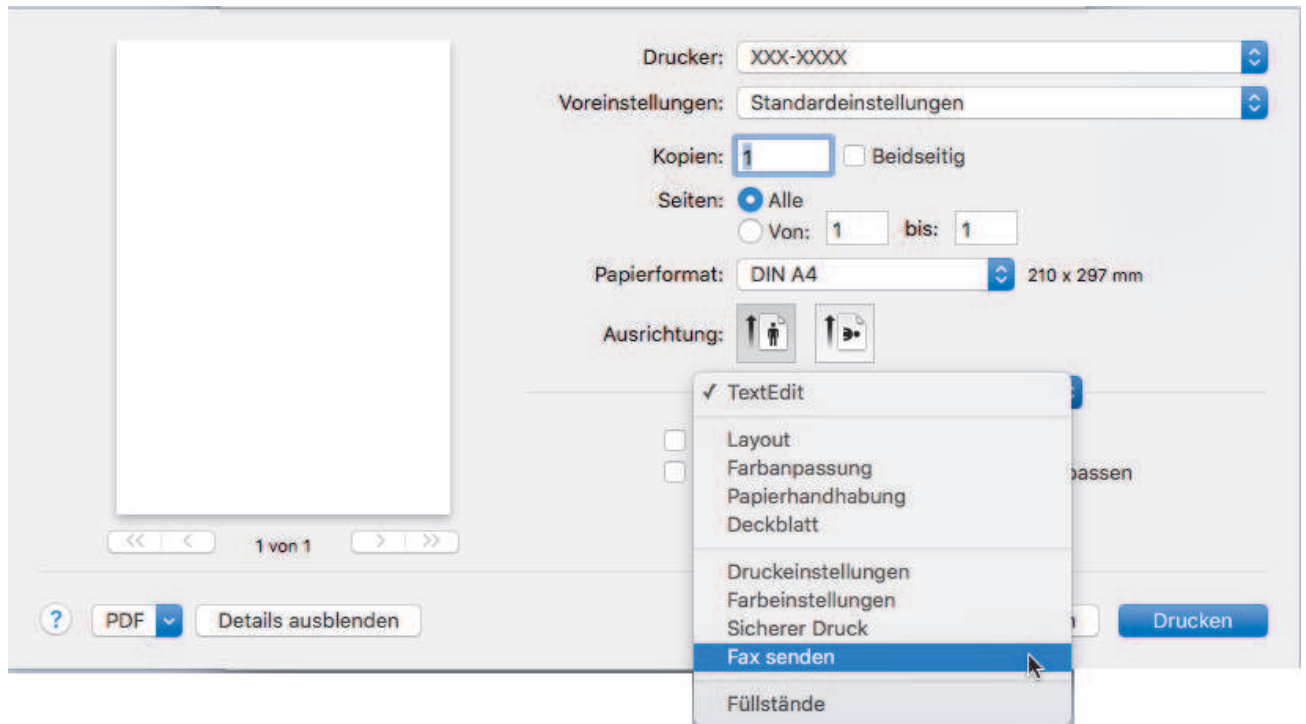 Drucker: XXX-XXXX
Voreinstellungen: Standardeinstellungen
Kopien: 1 Beidseitig
Seiten: Alle
Von: 1 bis: 1
Papierformat: DIN A4 210 x 297 mm
Ausrichtung:
✓ TextEdit
Layout
Farbanpassung
Papierhandhabung
Deckblatt
Druckeinstellungen
Farbeinstellungen
Sicherer Druck
Fax senden
Füllstände
<< < 1 von 1 > >>
? PDF Details ausblenden Drucken